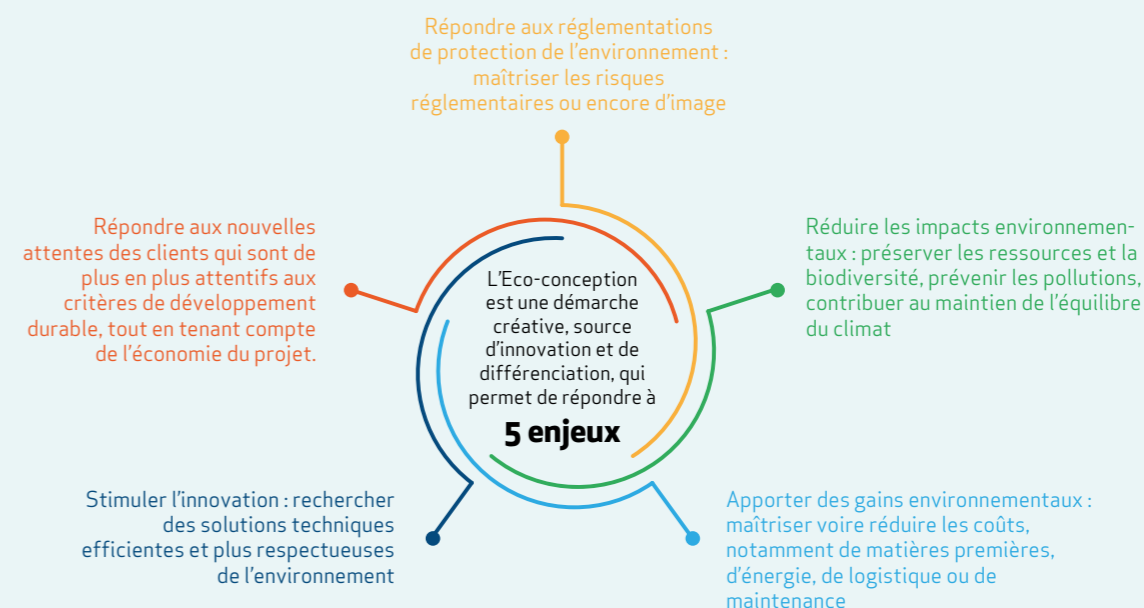 Répondre aux réglementations
de protection de l'environnement :
maîtriser les risques
réglementaires ou encore d'image
Répondre aux nouvelles
attentes des clients qui sont de
plus en plus attentifs aux
critères de développement
durable, tout en tenant compte
de l'économie du projet.
L'Eco-conception
est une démarche
créative, source
d'innovation et de
différenciation, qui
permet de répondre à
5 enjeux
Réduire les impacts environnemen-
taux : préserver les ressources et la
biodiversité, prévenir les pollutions,
contribuer au maintien de l'équilibre
du climat
Stimuler l'innovation : rechercher
des solutions techniques
efficientes et plus respectueuses
de l'environnement
Apporter des gains environnementaux :
maîtriser voire réduire les coûts,
notamment de matières premières,
d'énergie, de logistique ou de
maintenance